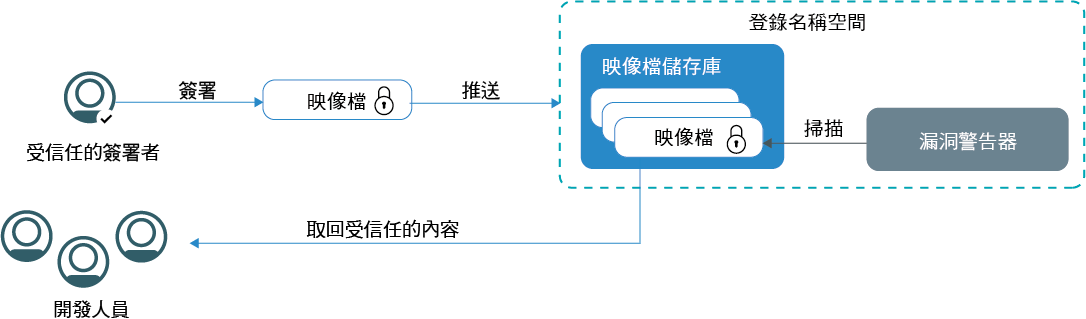 登錄名稱空間
映像檔儲存庫
簽署
映像檔
推送
映像檔
掃描
漏洞警告器
受信任的簽署者
取回受信任的內容
開發人員